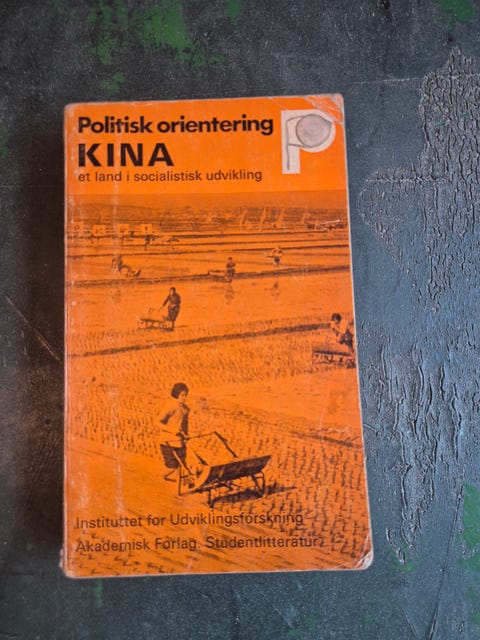 Politisk orientering
P
KINA
et land i socialistisk udvikling
Instituttet for Udviklingsforskning
Akademisk Forlag. Studentlitteratur